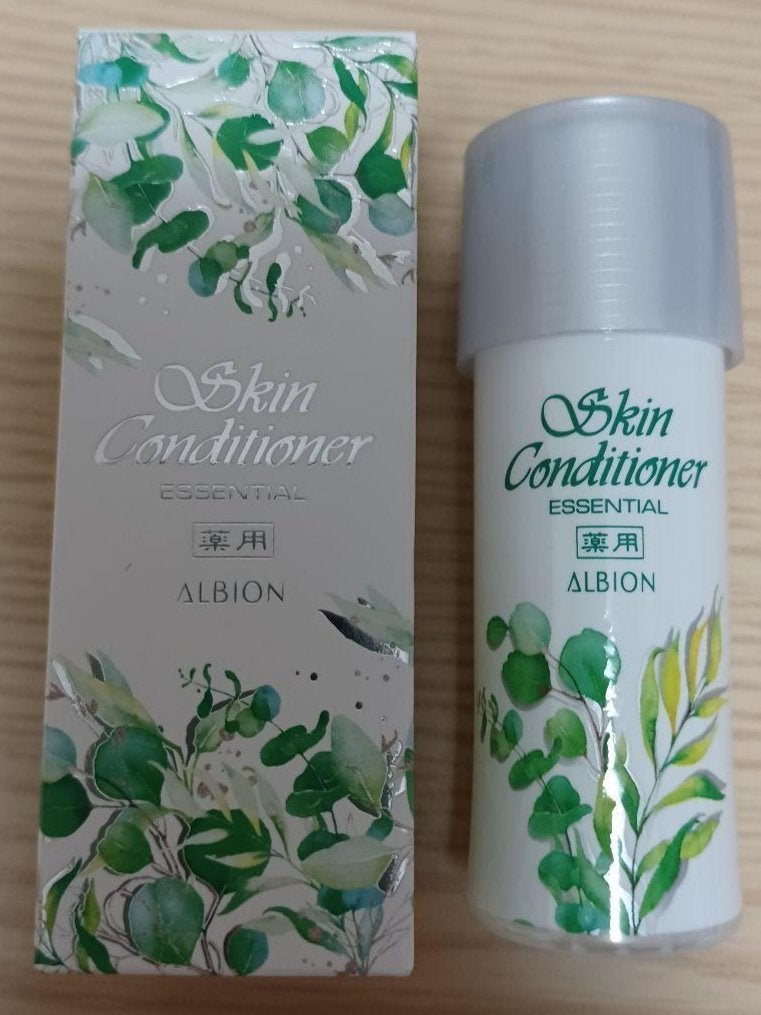 Skin
Conditioner
ESSENTIAL
薬用
ALBION
Skin
Conditioner
ESSENTIAL
薬用
ALBION